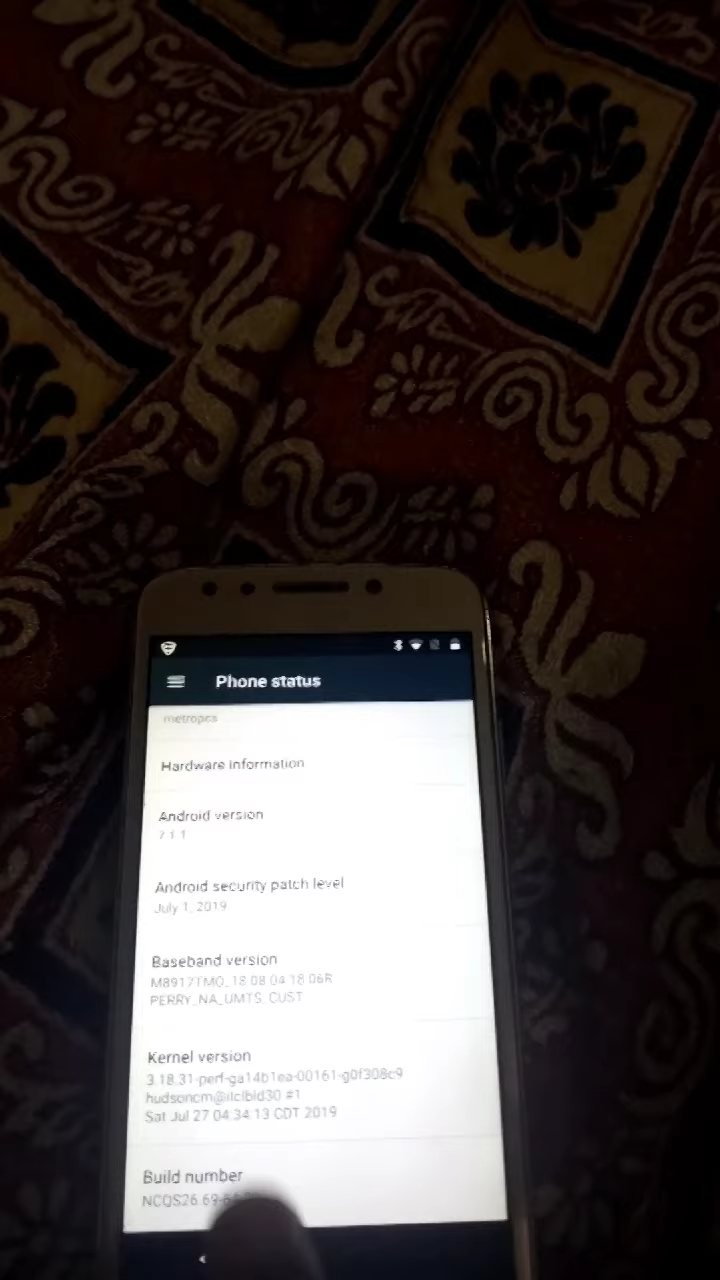 Phone status
metropcs
Hardware information
Android version
7.1.1
Android security patch level
July 1, 2019
Baseband version
M8917TMO_18.08.04.18.06R
PERRY_NA_UMTS_CUST
Kernel version
3.18.31-perf-ga14b1ea-00161-g0f308c9
hudsoncm@ilclbld30 #1
Sat Jul 27 04:34:13 CDT 2019
Build number